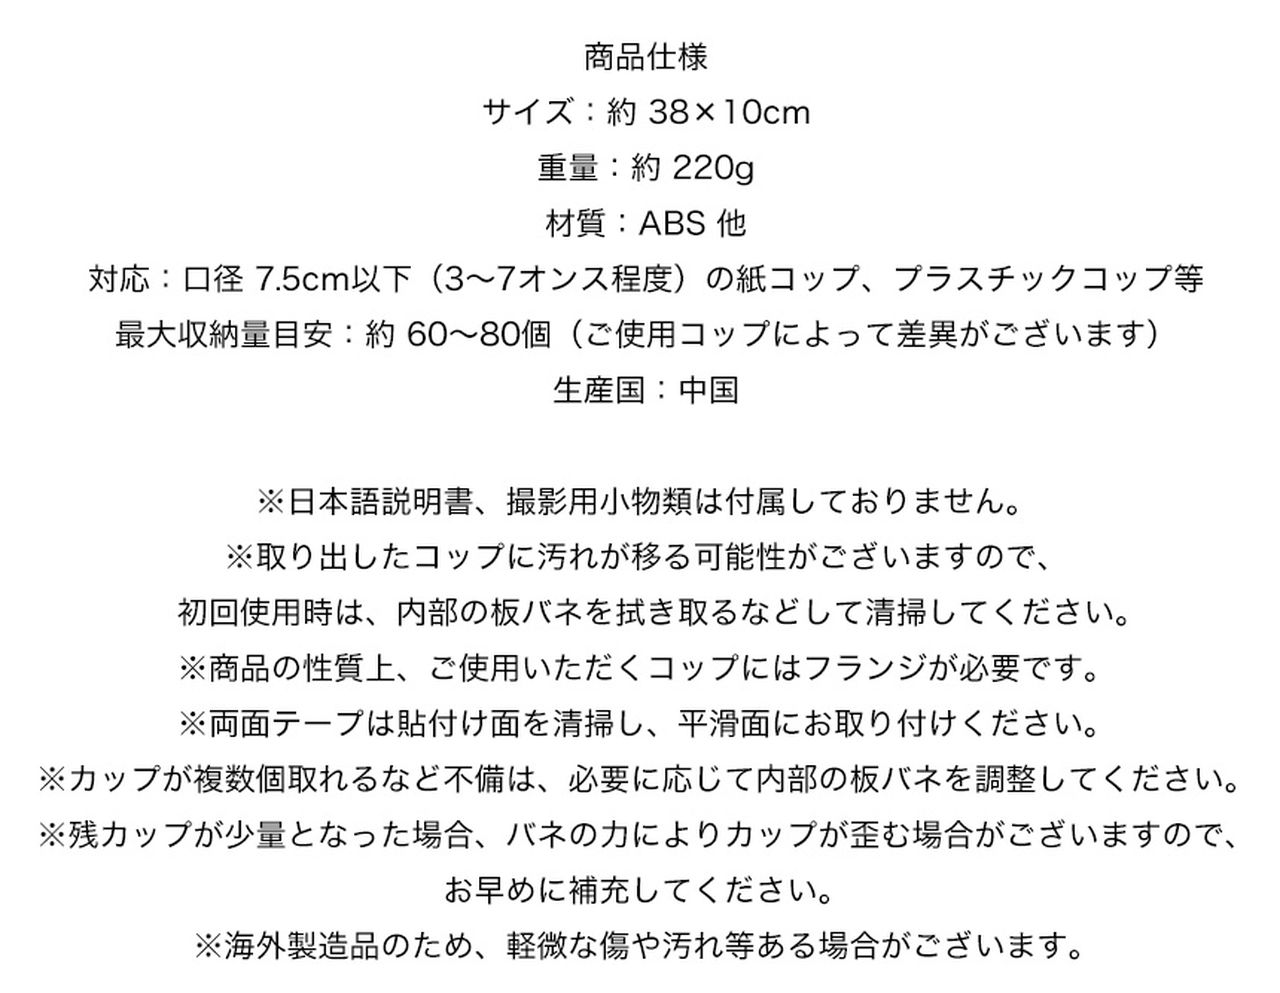 商品仕様
サイズ：約 38×10cm
重量：約 220g
材質：ABS 他
対応：口径 7.5cm以下（3〜7オンス程度）の紙コップ、プラスチックコップ等
最大収納量目安：約 60〜80個（ご使用コップによって差異がございます）
生産国：中国
※日本語説明書、撮影用小物類は付属しておりません。
※取り出したコップに汚れが移る可能性がございますので、
初回使用時は、内部の板バネを拭き取るなどして清掃してください。
※商品の性質上、ご使用いただくコップにはフランジが必要です。
※両面テープは貼付け面を清掃し、平滑面にお取り付けください。
※カップが複数個取れるなど不備は、必要に応じて内部の板バネを調整してください。
※残カップが少量となった場合、バネの力によりカップが歪む場合がございますので、
お早めに補充してください。
※海外製造品のため、軽微な傷や汚れ等ある場合がございます。